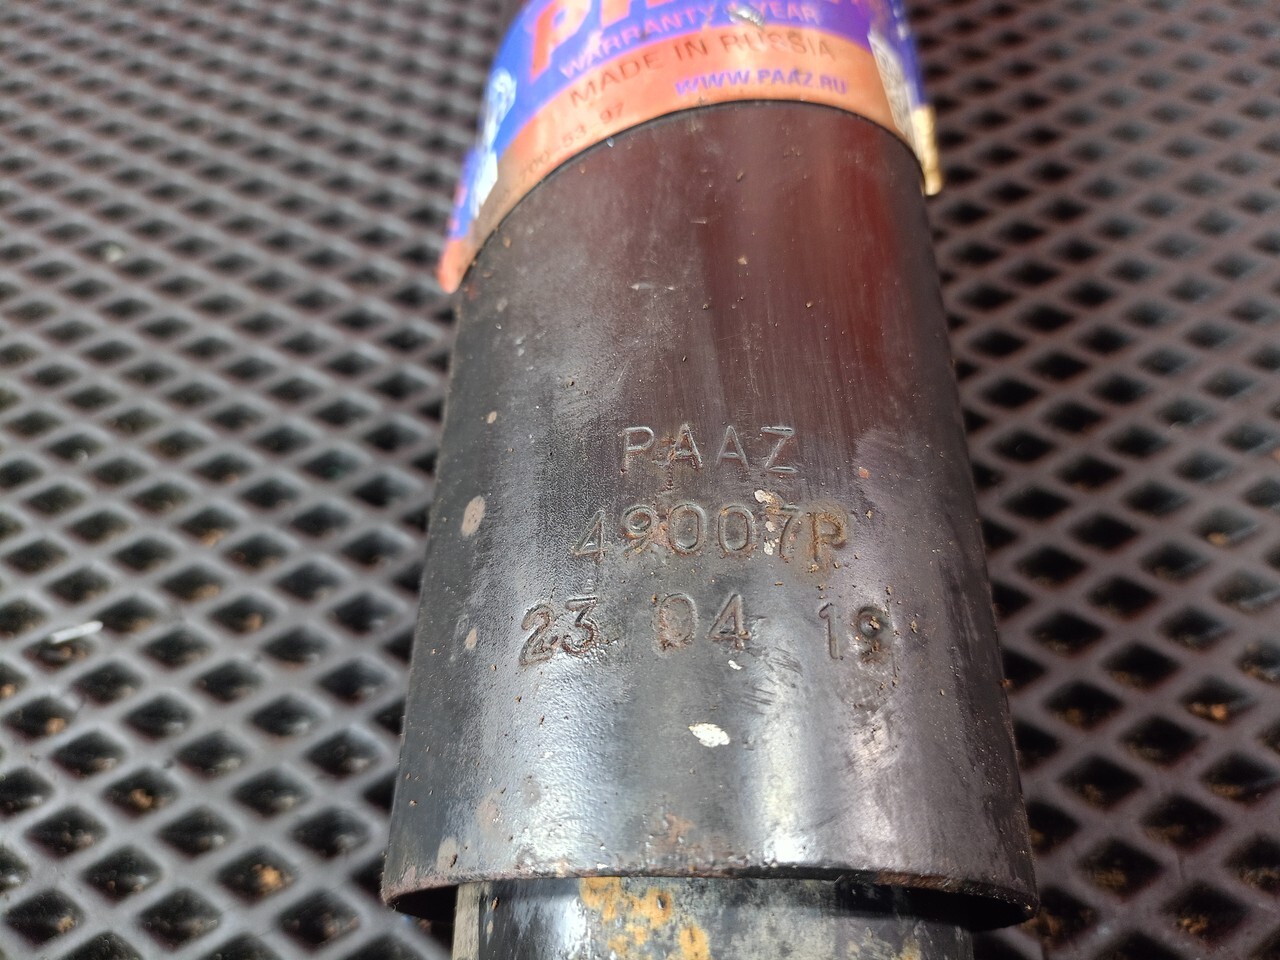 WARRANTY 1 YEAR
MADE IN RUSSIA
WWW.PAAZ.RU
PAAZ
49007P
23 04 19